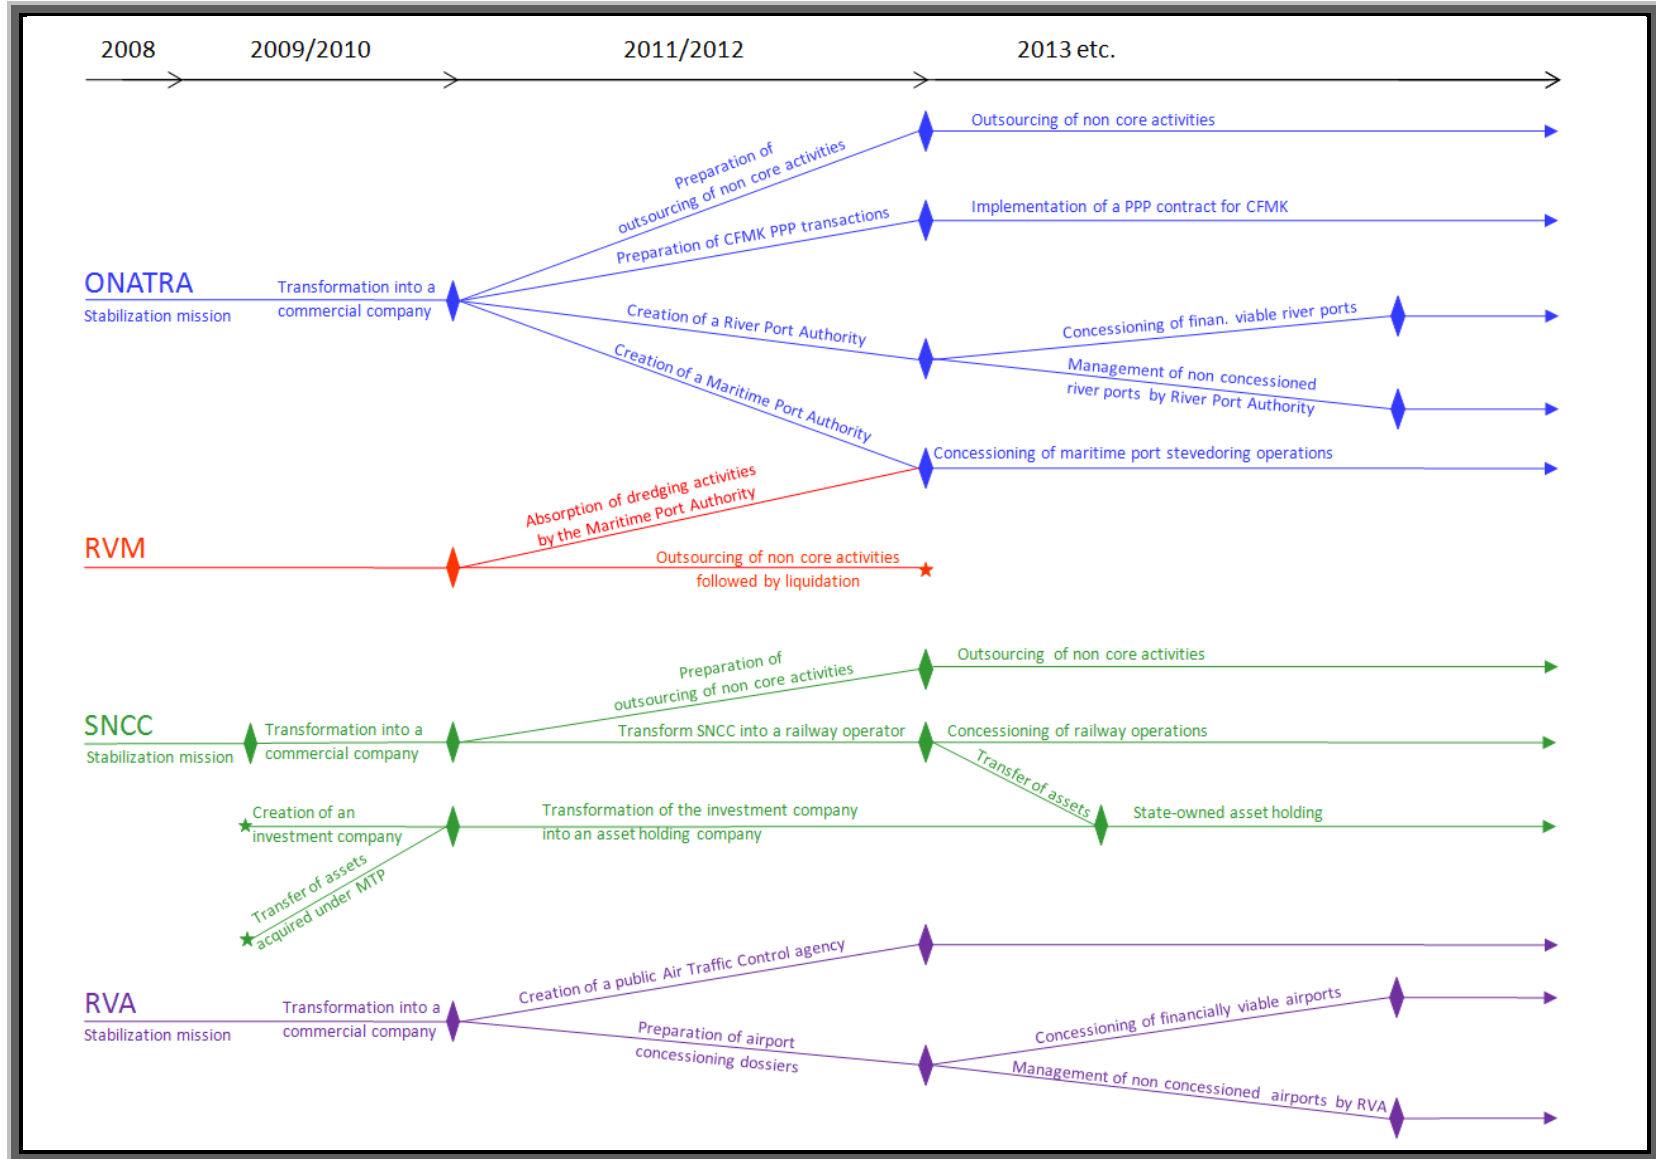 2008
2009/2010
2011/2012
2013 etc.
Preparation of
outsourcing of non core activities
Outsourcing of non core activities
Preparation of CFMK PPP transactions
Implementation of a PPP contract for CFMK
ONATRA
Stabilization mission
Transformation into a
commercial company
Creation of a River Port Authority
Concessioning of finan. viable river ports
Management of non concessioned
river ports by River Port Authority
Creation of a Maritime Port Authority
Concessioning of maritime port stevedoring operations
RVM
Absorption of dredging activities
by the Maritime Port Authority
Outsourcing of non core activities
followed by liquidation
SNCC
Stabilization mission
Transformation into a
commercial company
Preparation of
outsourcing of non core activities
Outsourcing of non core activities
Transform SNCC into a railway operator
Concessioning of railway operations
Transfer of assets
Creation of an
investment company
Transformation of the investment company
into an asset holding company
State-owned asset holding
Transfer of assets
acquired under MTP
RVA
Stabilization mission
Transformation into a
commercial company
Creation of a public Air Traffic Control agency
Preparation of airport
concessioning dossiers
Concessioning of financially viable airports
Management of non concessioned airports by RVA